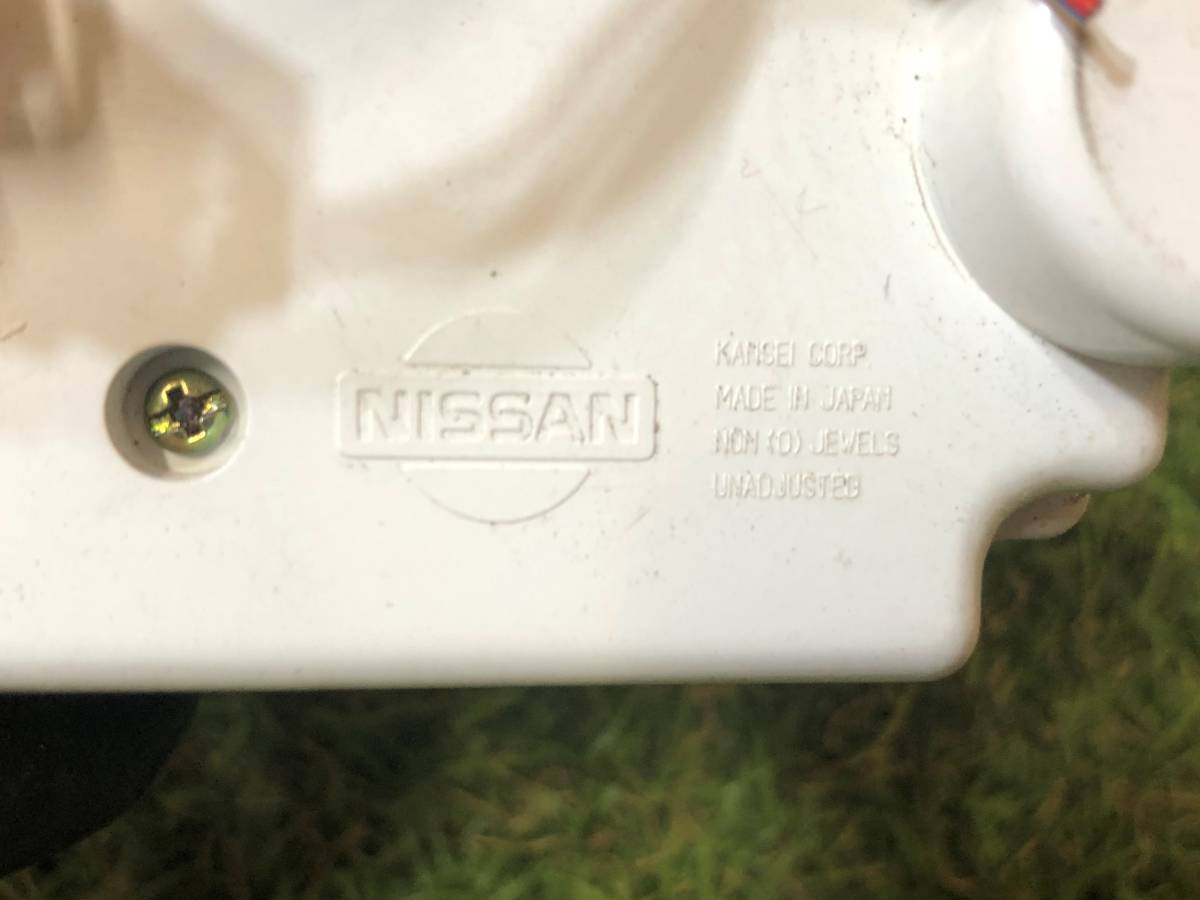 NISSAN
KANSEI CORP
MADE IN JAPAN
NON (0) JEWELS
UNADJUSTED